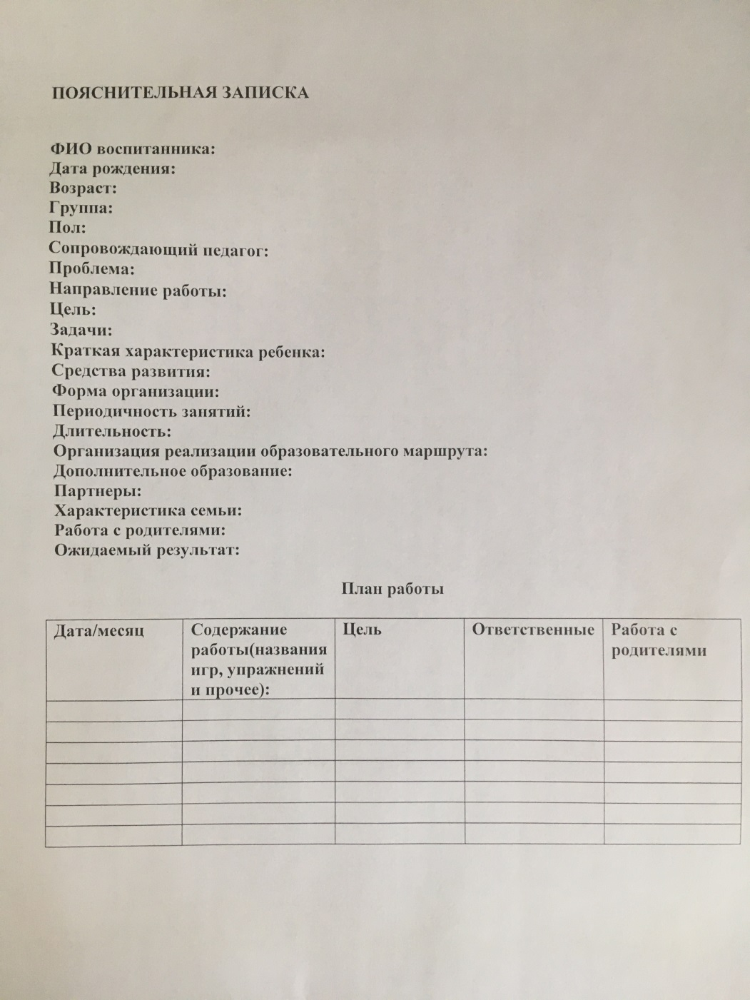 ПОЯСНИТЕЛЬНАЯ ЗАПИСКА
ФИО воспитанника:
Дата рождения:
Возраст:
Группа:
Пол:
Сопровождающий педагог:
Проблема:
Направление работы:
Цель:
Задачи:
Краткая характеристика ребенка:
Средства развития:
Форма организации:
Периодичность занятий:
Длительность:
Организация реализации образовательного маршрута:
Дополнительное образование:
Партнеры:
Характеристика семьи:
Работа с родителями:
Ожидаемый результат:
План работы
Дата/месяц
Содержание
работы(названия
игр, упражнений
и прочее):
Цель
Ответственные
Работа с
родителями